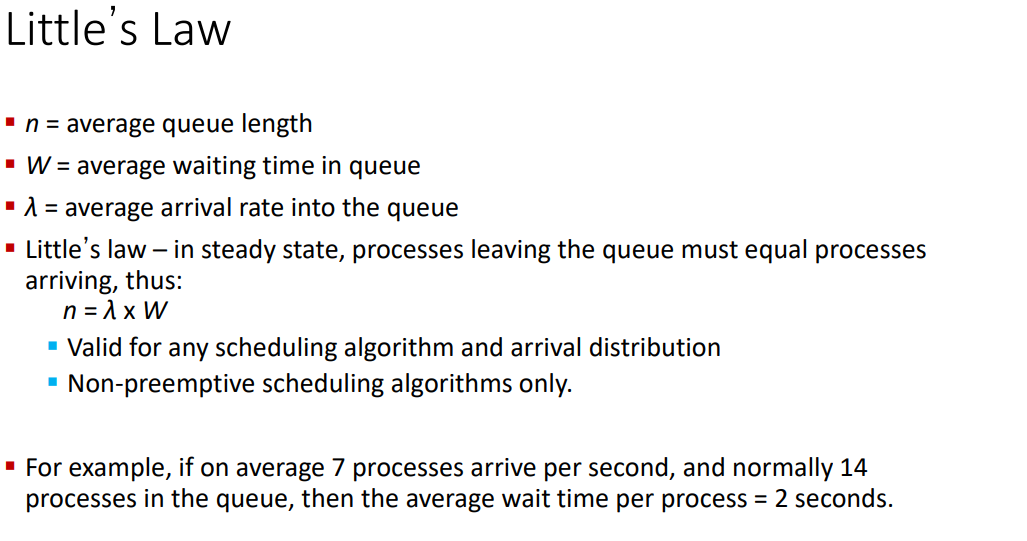 Little's Law
▪ n = average queue length
▪ W = average waiting time in queue
▪ λ = average arrival rate into the queue
▪ Little's law – in steady state, processes leaving the queue must equal processes
arriving, thus:
n = λ x W
▪ Valid for any scheduling algorithm and arrival distribution
▪ Non-preemptive scheduling algorithms only.
▪ For example, if on average 7 processes arrive per second, and normally 14
processes in the queue, then the average wait time per process = 2 seconds.